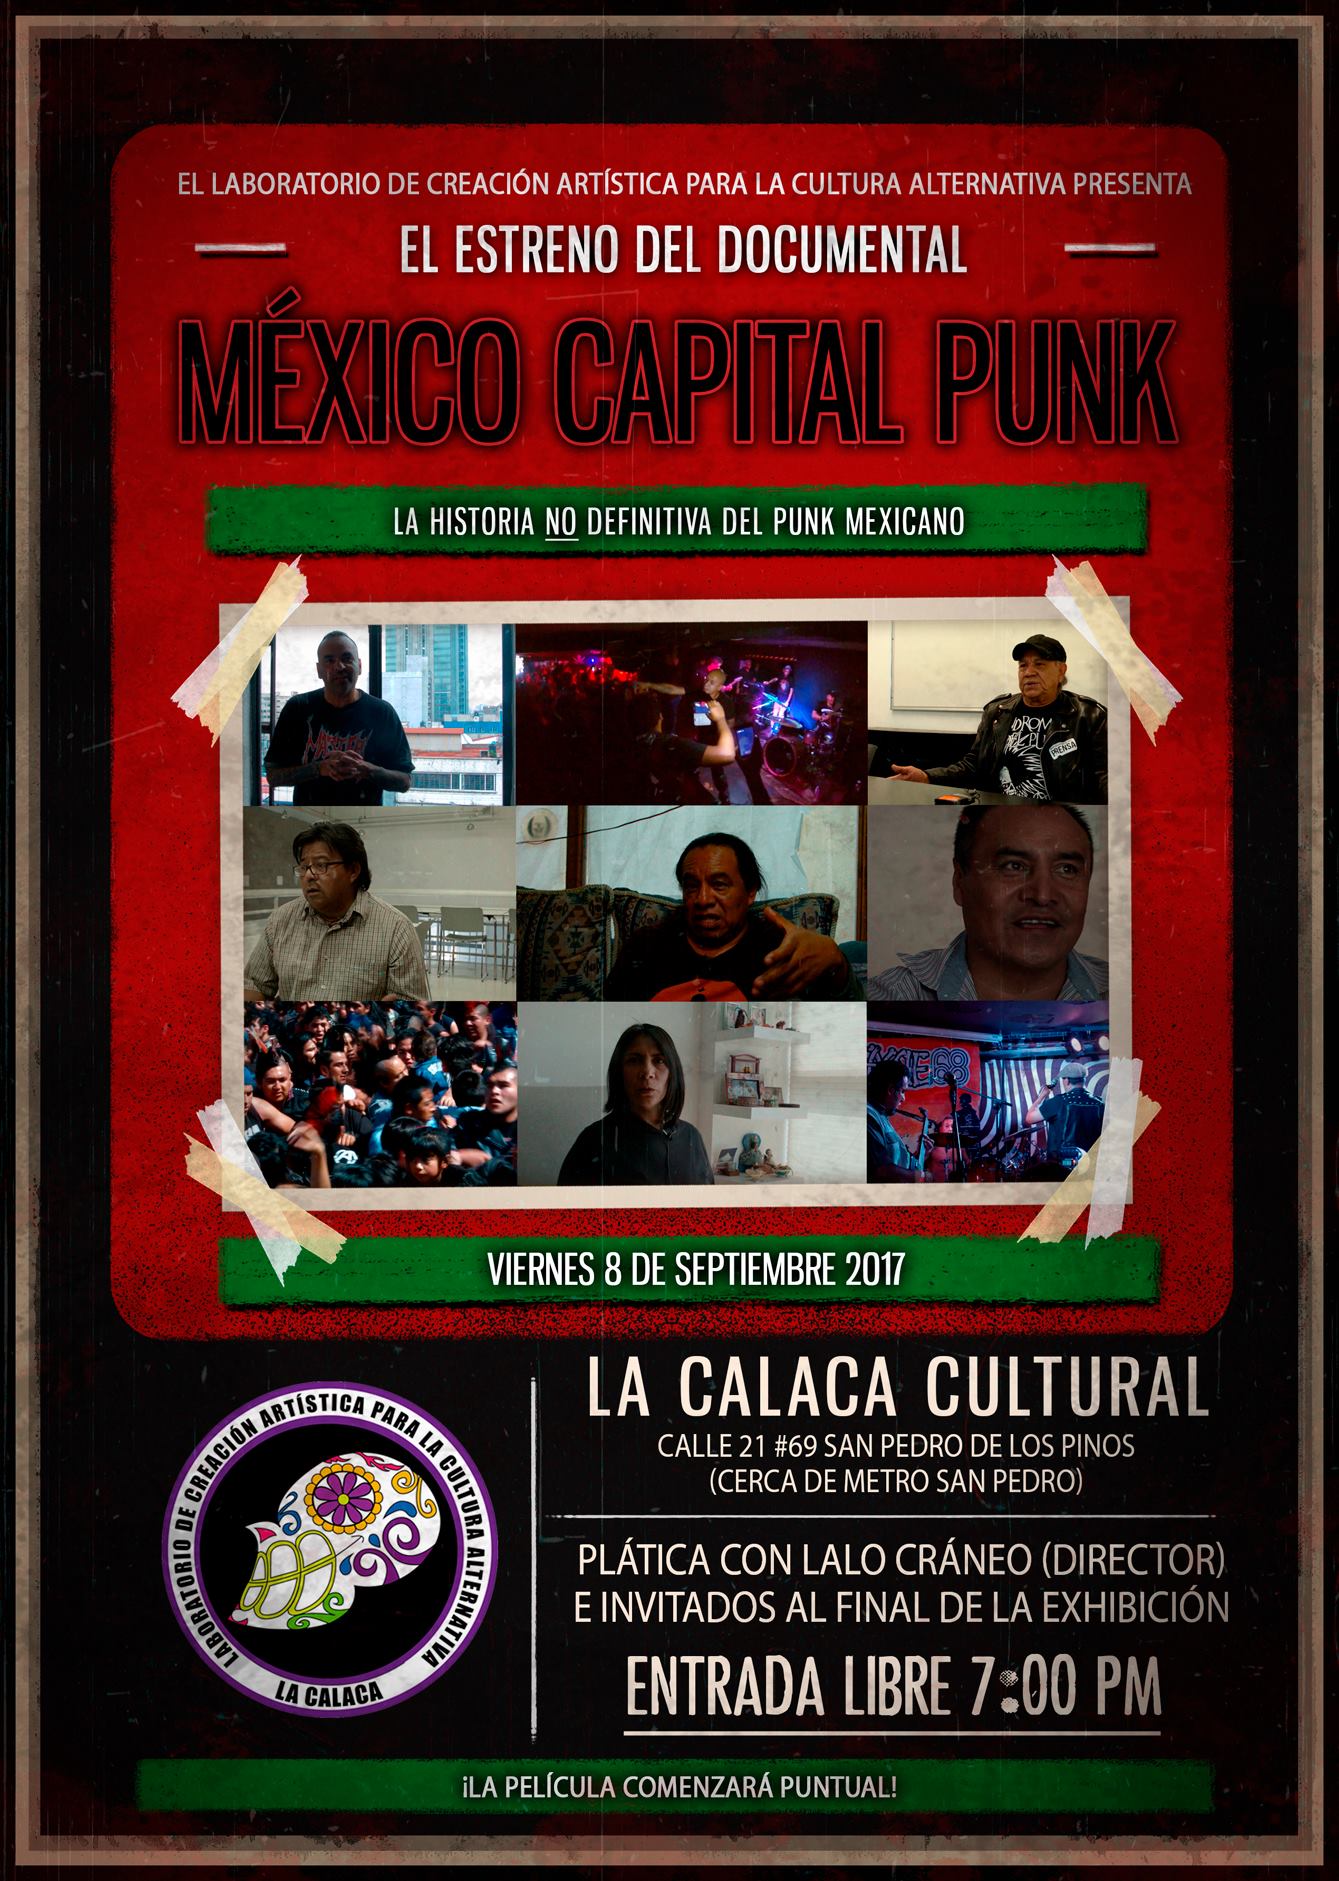 EL LABORATORIO DE CREACIÓN ARTÍSTICA PARA LA CULTURA ALTERNATIVA PRESENTA
EL ESTRENO DEL DOCUMENTAL
MÉXICO CAPITAL PUNK
LA HISTORIA NO DEFINITIVA DEL PUNK MEXICANO
PRENSA
VIERNES 8 DE SEPTIEMBRE 2017
LABORATORIO DE CREACIÓN ARTÍSTICA PARA LA CULTURA ALTERNATIVA
LA CALACA
LA CALACA CULTURAL
CALLE 21 #69 SAN PEDRO DE LOS PINOS
(CERCA DE METRO SAN PEDRO)
PLÁTICA CON LALO CRÁNEO (DIRECTOR)
E INVITADOS AL FINAL DE LA EXHIBICIÓN
ENTRADA LIBRE 7:00 PM
¡LA PELÍCULA COMENZARÁ PUNTUAL!